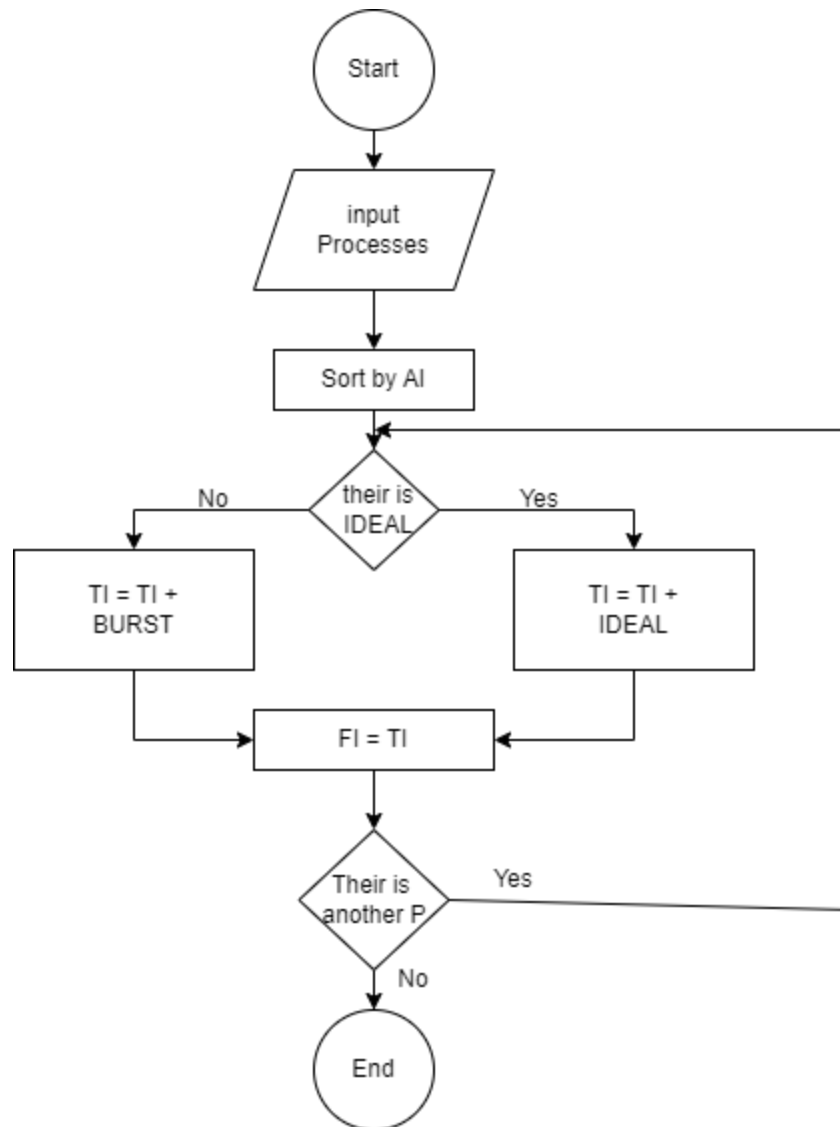 Start
input
Processes
Sort by AI
their is
IDEAL
No
Yes
TI = TI +
BURST
TI = TI +
IDEAL
FI = TI
Their is
another P
Yes
No
End